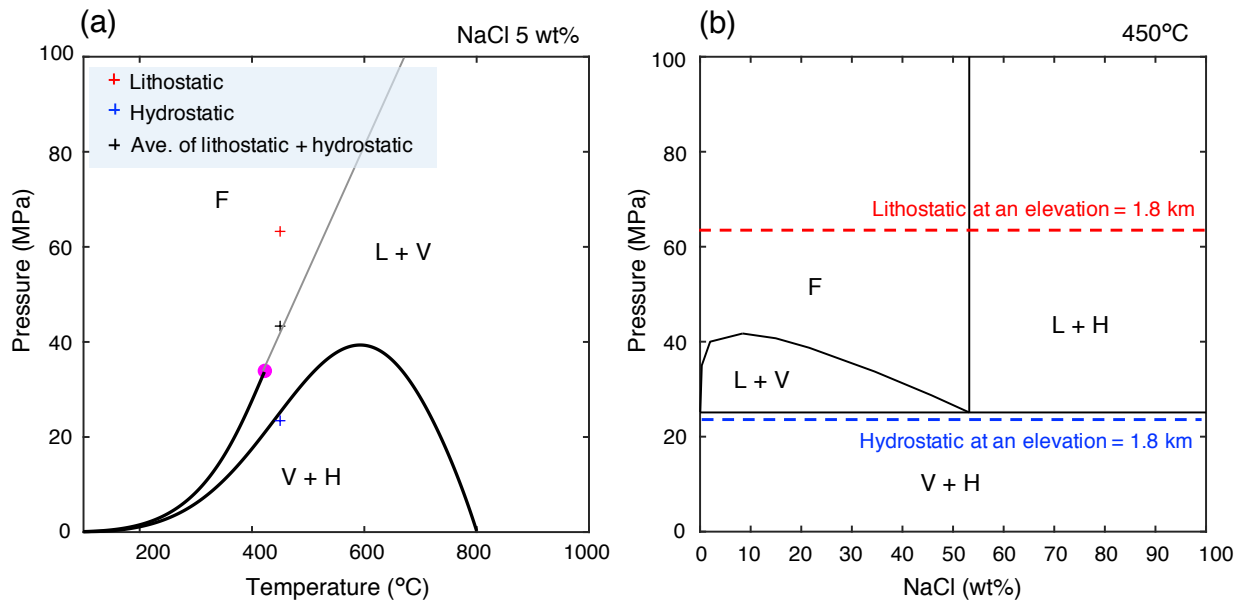 (a)
NaCl 5 wt%
100
80
60
40
20
0
Pressure (MPa)
+ Lithostatic
+ Hydrostatic
+ Ave. of lithostatic + hydrostatic
F
L + V
V + H
200
400
600
800
1000
Temperature (°C)
(b)
450°C
100
80
60
40
20
0
Pressure (MPa)
Lithostatic at an elevation = 1.8 km
F
L + H
L + V
Hydrostatic at an elevation = 1.8 km
V + H
0
10
20
30
40
50
60
70
80
90
100
NaCl (wt%)